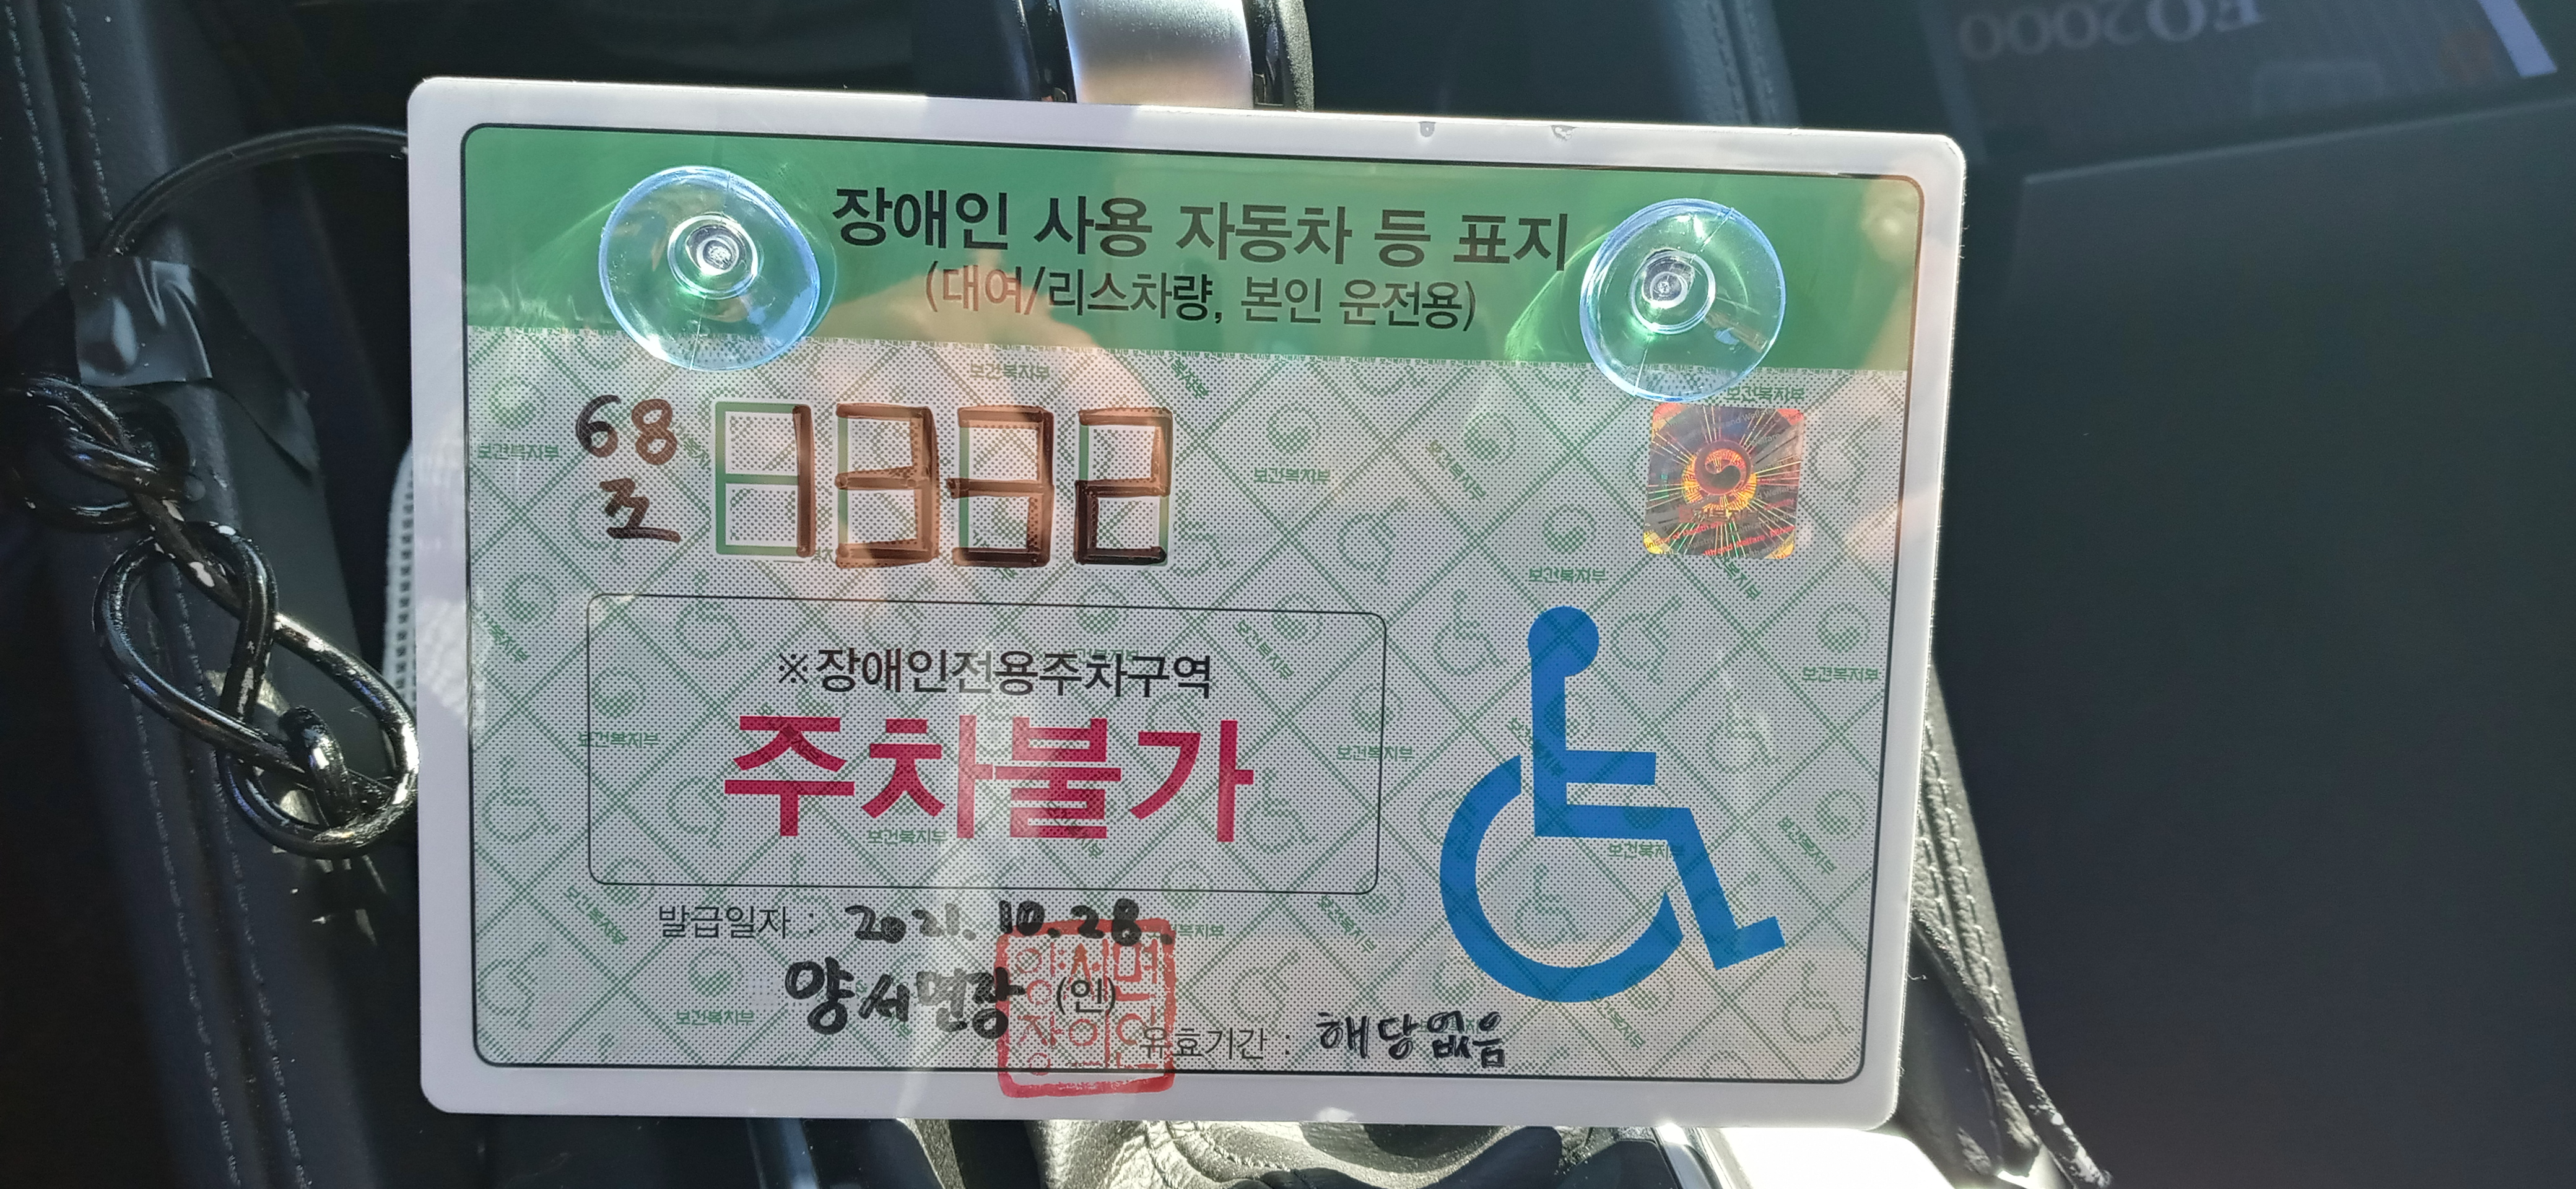 EQ2000
장애인 사용 자동차 등 표지
(대여/리스차량, 본인 운전용)
68
조
1332
※장애인전용주차구역
주차불가
발급일자 : 2021. 10. 28.
양서면장 (인)
양서면
장의인
유효기간 : 해당없음
보건복지부